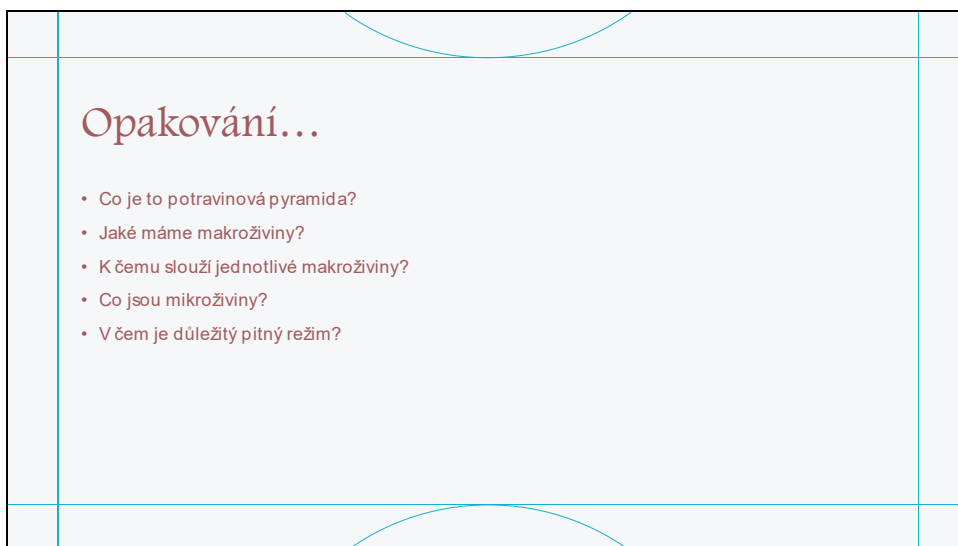 Opakování…
• Co je to potravinová pyramida?
• Jaké máme makroživiny?
• K čemu slouží jednotlivé makroživiny?
• Co jsou mikroživiny?
• V čem je důležitý pitný režim?